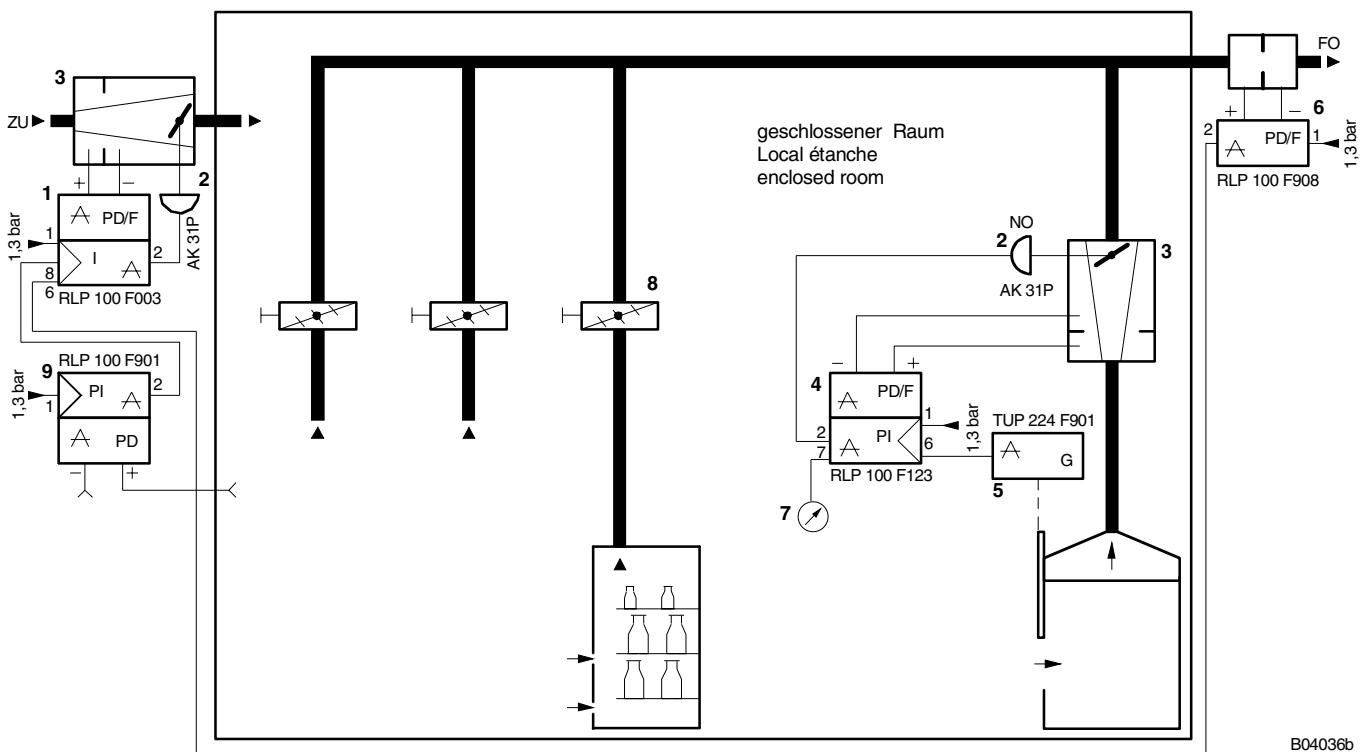 3
ZU
+
–
2
1
PD/F
1,3 bar
1
I
2
AK 31P
8
6
RLP 100 F003
RLP 100 F901
9
PI
2
1,3 bar
1
PD
–
+
8
geschlossener Raum
Local étanche
enclosed room
FO
+
–
6
2
PD/F
1
1,3 bar
RLP 100 F908
NO
2
3
AK 31P
–
+
4
PD/F
1
2
PI
1,3 bar
7
6
RLP 100 F123
TUP 224 F901
G
5
7
B04036b